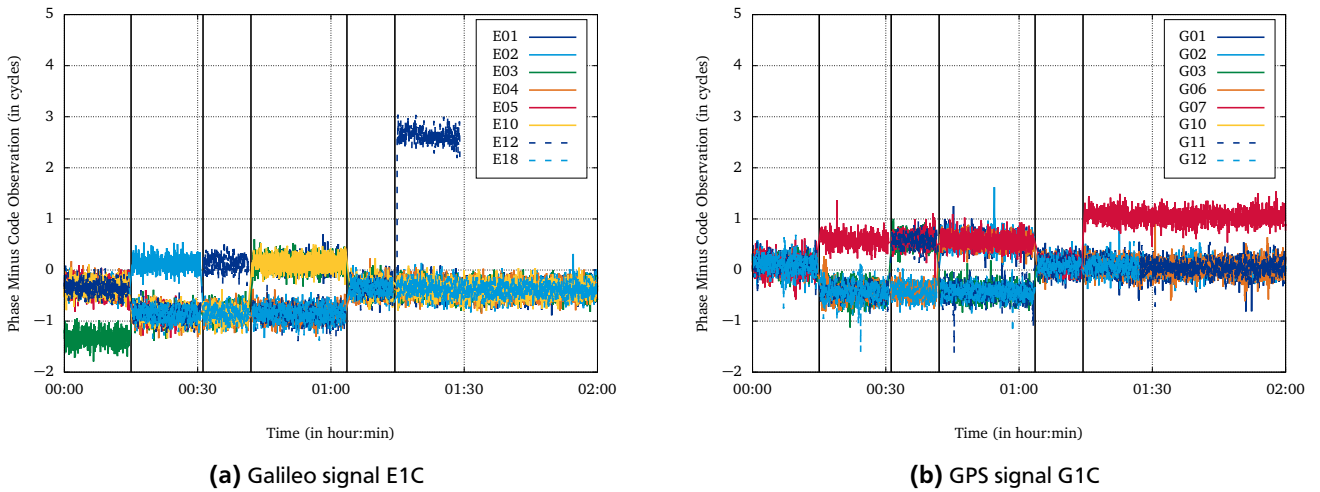 Phase Minus Code Observation (in cycles)
5
4
3
2
1
0
−1
−2
00:00
00:30
01:00
01:30
02:00
Time (in hour:min)
E01
E02
E03
E04
E05
E10
E12
E18
(a) Galileo signal E1C
Phase Minus Code Observation (in cycles)
5
4
3
2
1
0
−1
−2
00:00
00:30
01:00
01:30
02:00
Time (in hour:min)
G01
G02
G03
G06
G07
G10
G11
G12
(b) GPS signal G1C